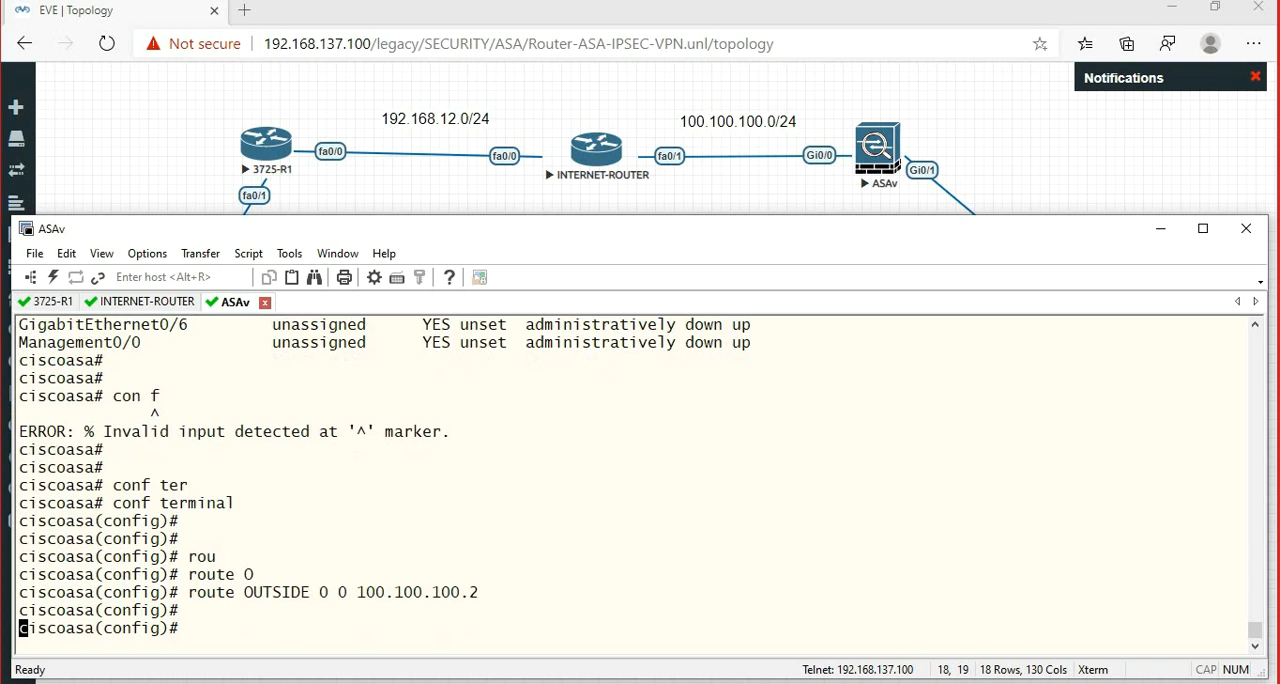 EVE | Topology
Not secure 192.168.137.100/legacy/SECURITY/ASA/Router-ASA-IPSEC-VPN.unl/topology
Notifications
192.168.12.0/24
100.100.100.0/24
fa0/0
fa0/0
fa0/1
Gi0/0
Gi0/1
3725-R1
INTERNET-ROUTER
ASAv
fa0/1
ASAv
File Edit View Options Transfer Script Tools Window Help
Enter host <Alt+R>
3725-R1 INTERNET-ROUTER ASAv
GigabitEthernet0/6 unassigned YES unset administratively down up
Management0/0 unassigned YES unset administratively down up
ciscoasa#
ciscoasa#
ciscoasa# con f
^
ERROR: % Invalid input detected at '^' marker.
ciscoasa#
ciscoasa#
ciscoasa# conf ter
ciscoasa# conf terminal
ciscoasa(config)#
ciscoasa(config)#
ciscoasa(config)# rou
ciscoasa(config)# route O
ciscoasa(config)# route OUTSIDE 0 0 100.100.100.2
ciscoasa(config)#
ciscoasa(config)#
Ready Telnet: 192.168.137.100 18, 19 18 Rows, 130 Cols Xterm CAP NUM